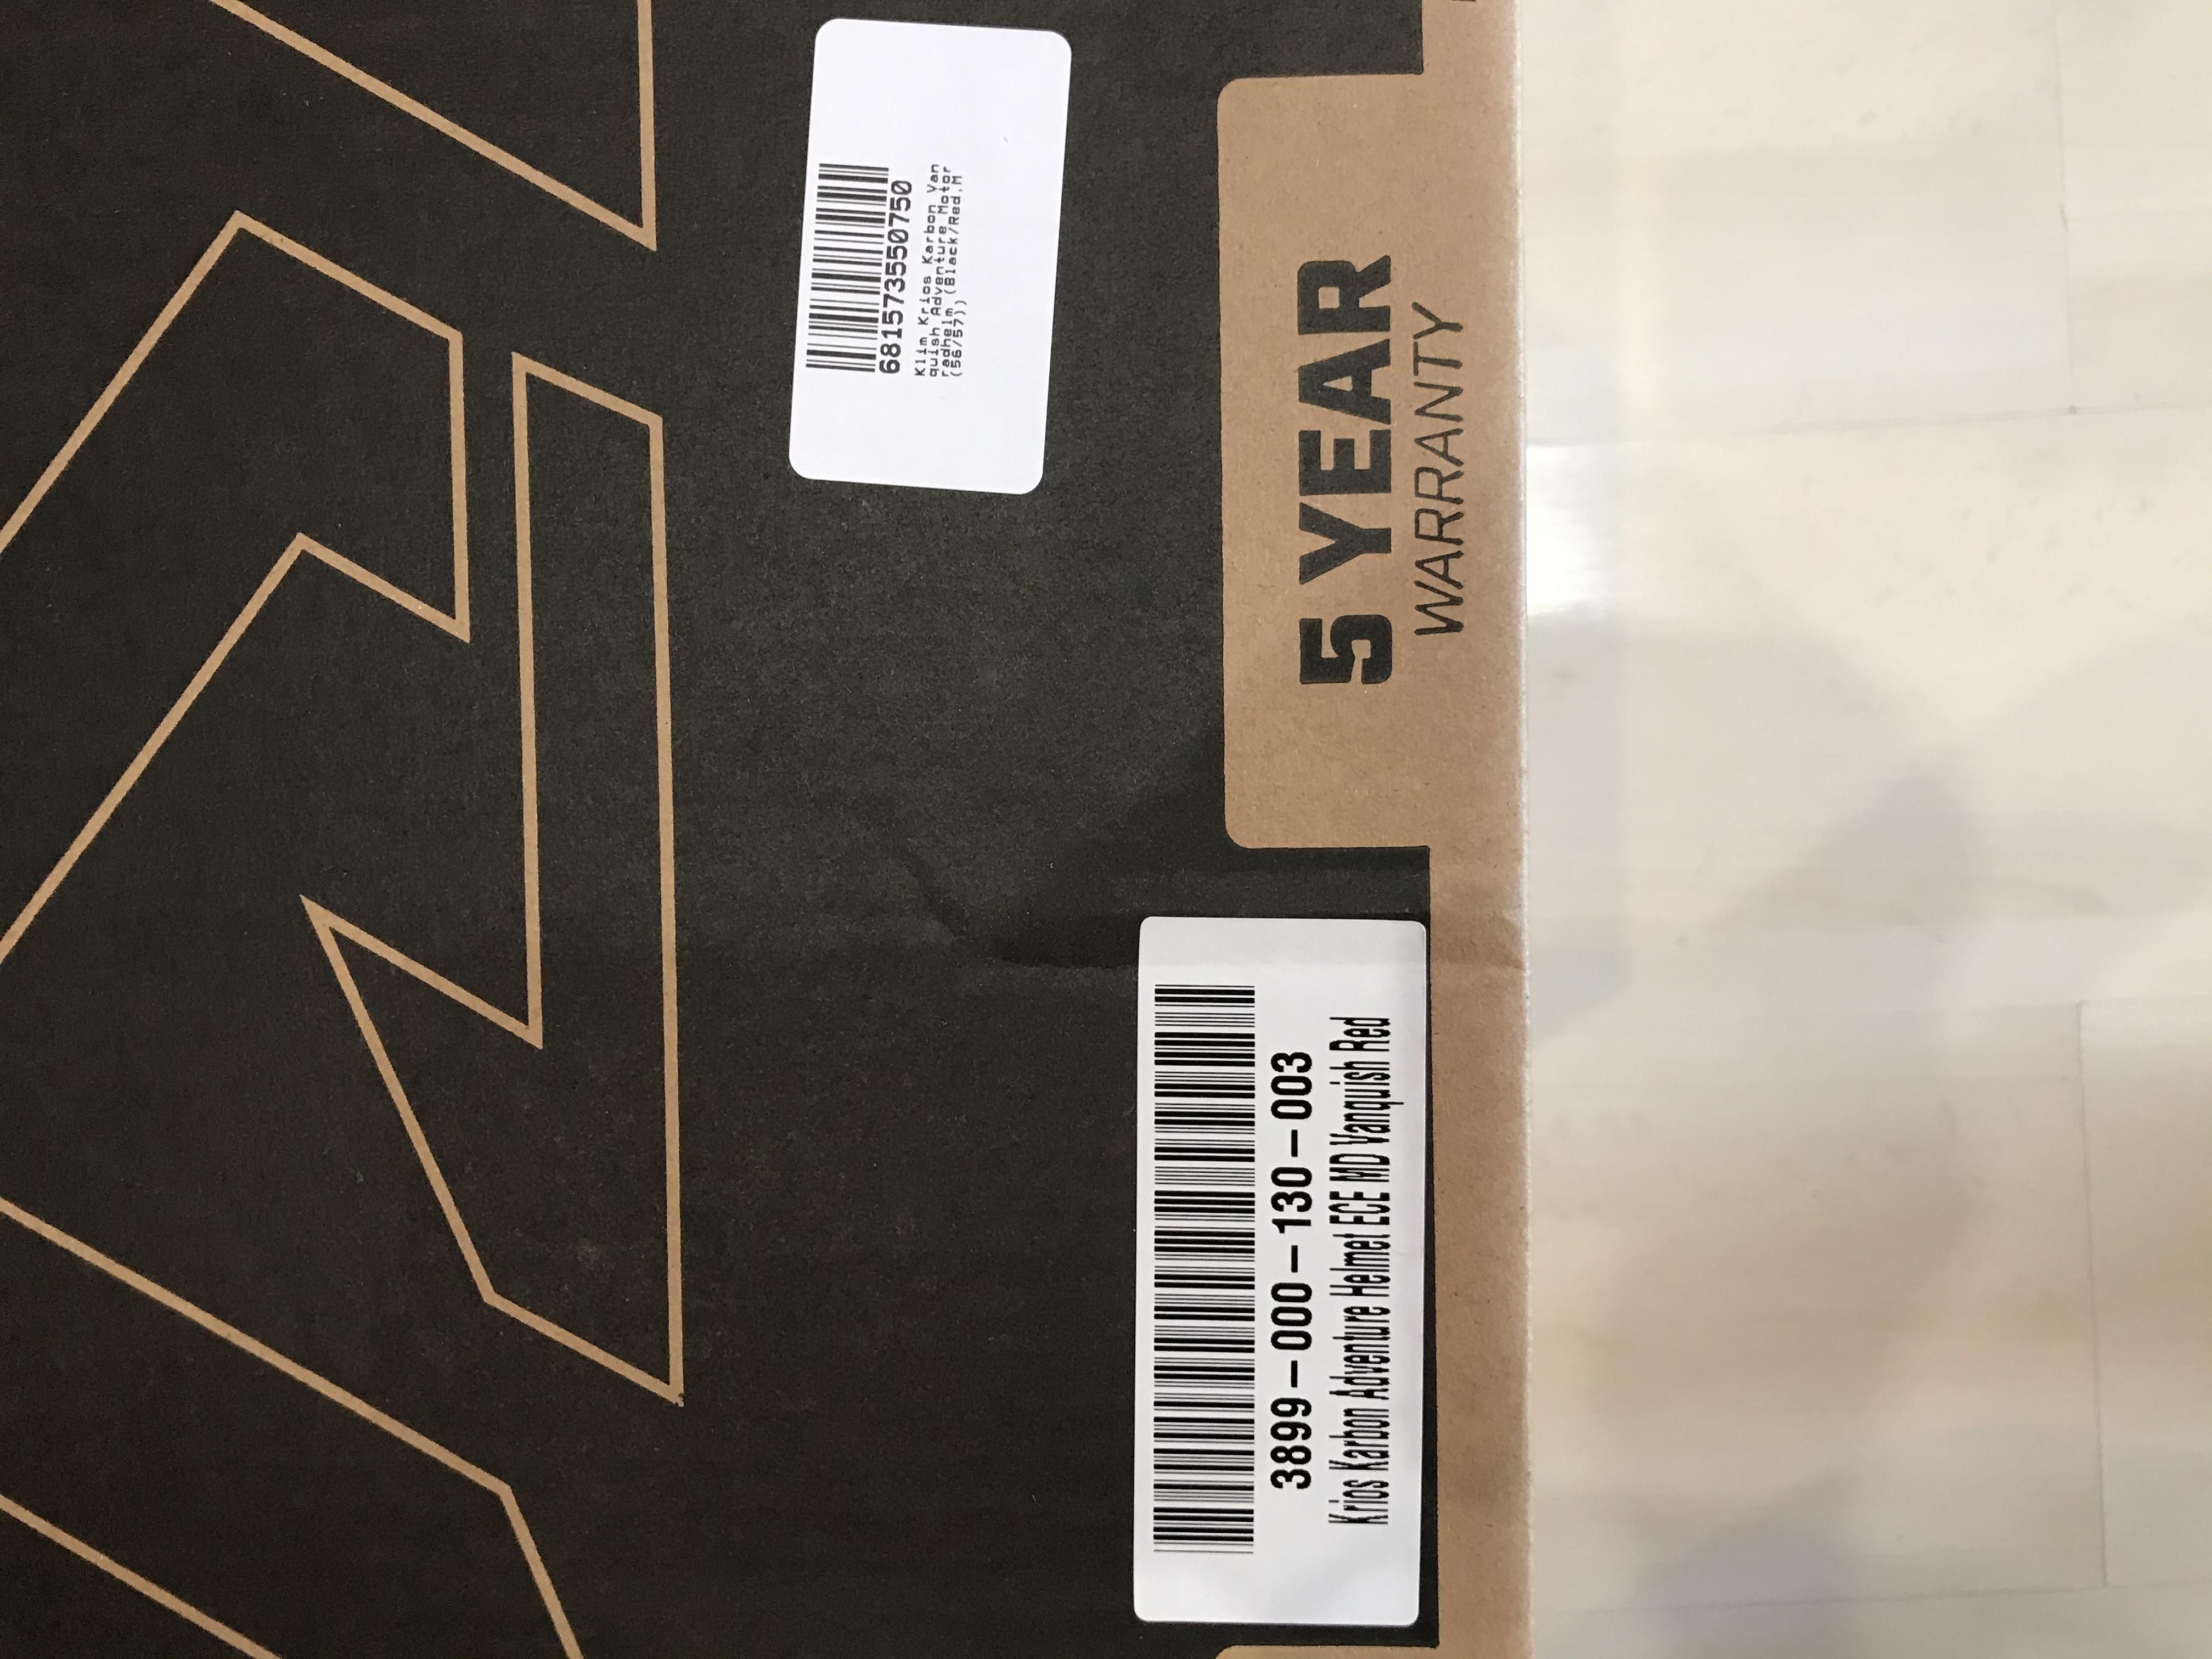 6815735550750
Klim Krios Karbon Van
quish Adventure Motor
radhelm (Black/Red,M
(56/57))
5 YEAR
WARRANTY
3899-000-130-003
Krios Karbon Adventure Helmet ECE MD Vanquish Red